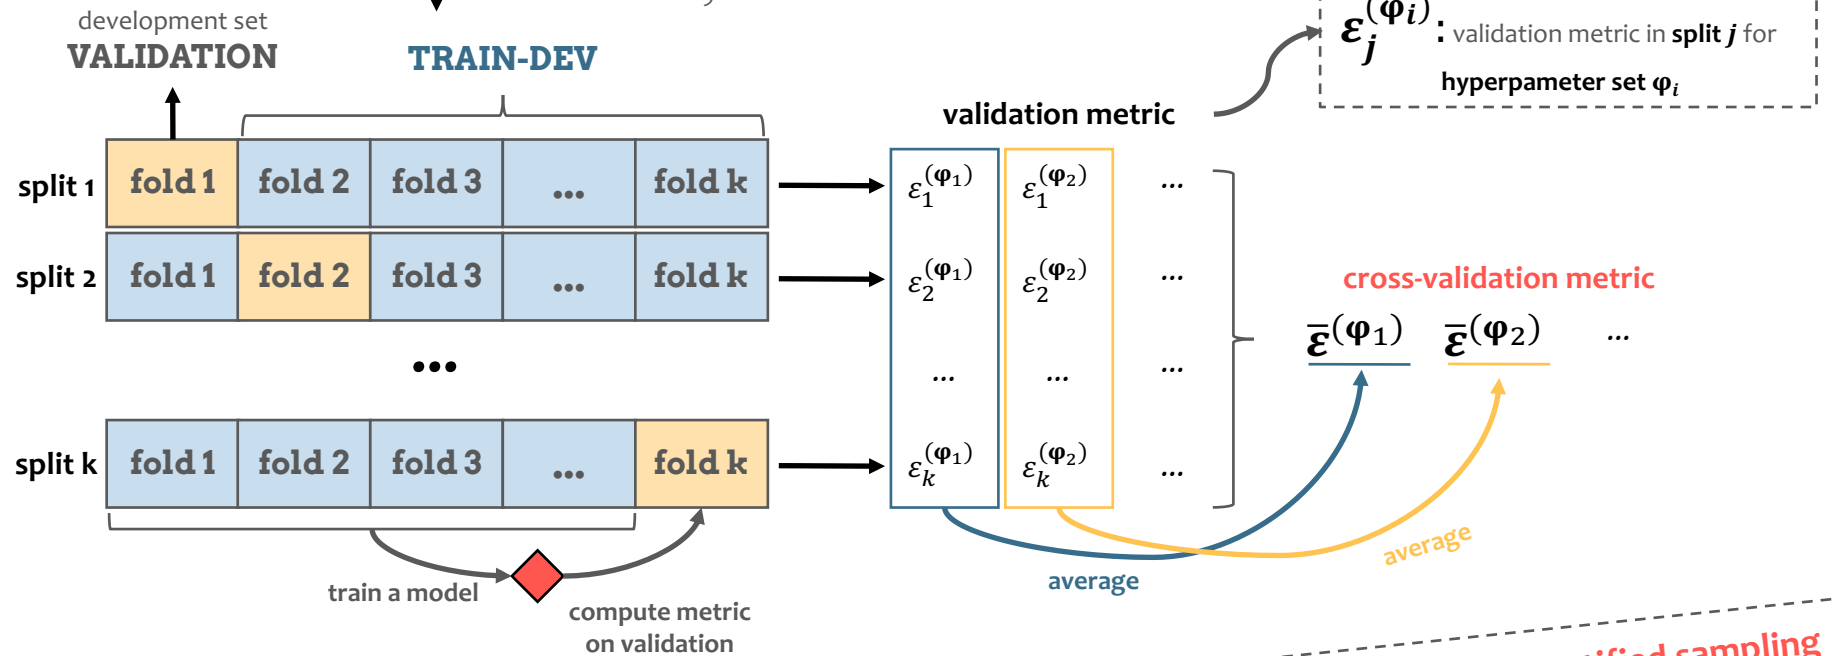 development set
VALIDATION
TRAIN-DEV
ε_j^(φ_i) : validation metric in split j for
hyperpameter set φ_i
validation metric
split 1 fold 1 fold 2 fold 3 ... fold k ε_1^(φ_1) ε_1^(φ_2) ...
split 2 fold 1 fold 2 fold 3 ... fold k ε_2^(φ_1) ε_2^(φ_2) ...
cross-validation metric
ε̅^(φ_1) ε̅^(φ_2) ...
... ... ... ...
split k fold 1 fold 2 fold 3 ... fold k ε_k^(φ_1) ε_k^(φ_2) ...
average
average
train a model
compute metric
on validation
sampling